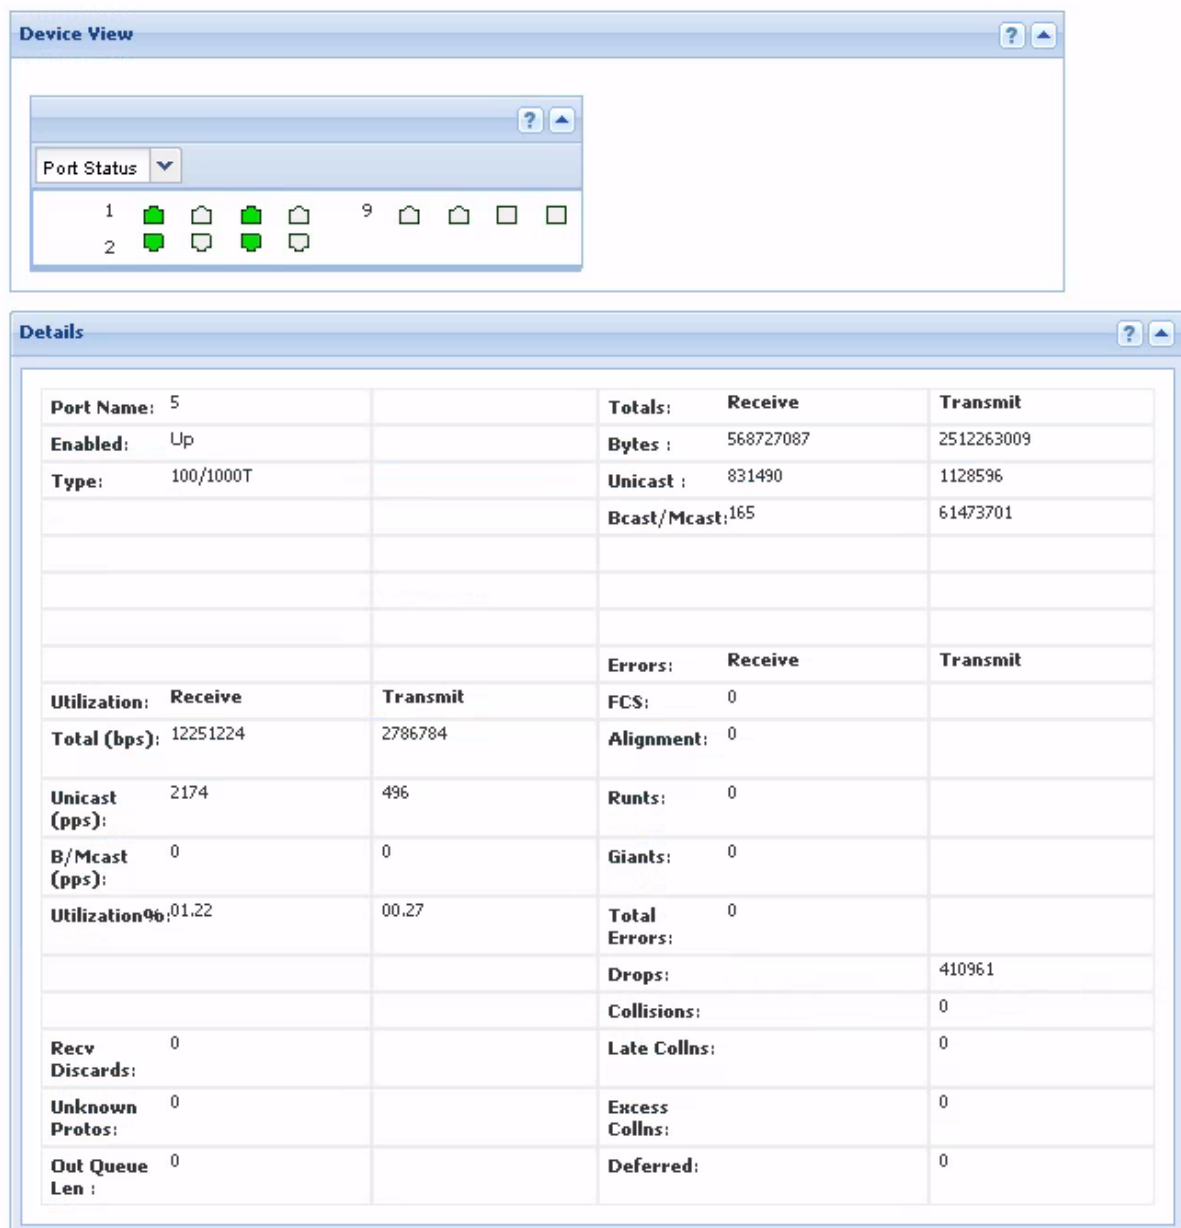 Device View
?
?
Port Status
1 9
2
Details
?
Port Name: 5 Totals: Receive Transmit
Enabled: Up Bytes : 568727087 2512263009
Type: 100/1000T Unicast : 831490 1128596
Bcast/Mcast: 165 61473701
Errors: Receive Transmit
Utilization: Receive Transmit FCS: 0
Total (bps): 12251224 2786784 Alignment: 0
Unicast (pps): 2174 496 Runts: 0
B/Mcast (pps): 0 0 Giants: 0
Utilization%: 01.22 00.27 Total Errors: 0
Drops: 410961
Collisions: 0
Recv Discards: 0 Late Collns: 0
Unknown Protos: 0 Excess Collns: 0
Out Queue Len : 0 Deferred: 0